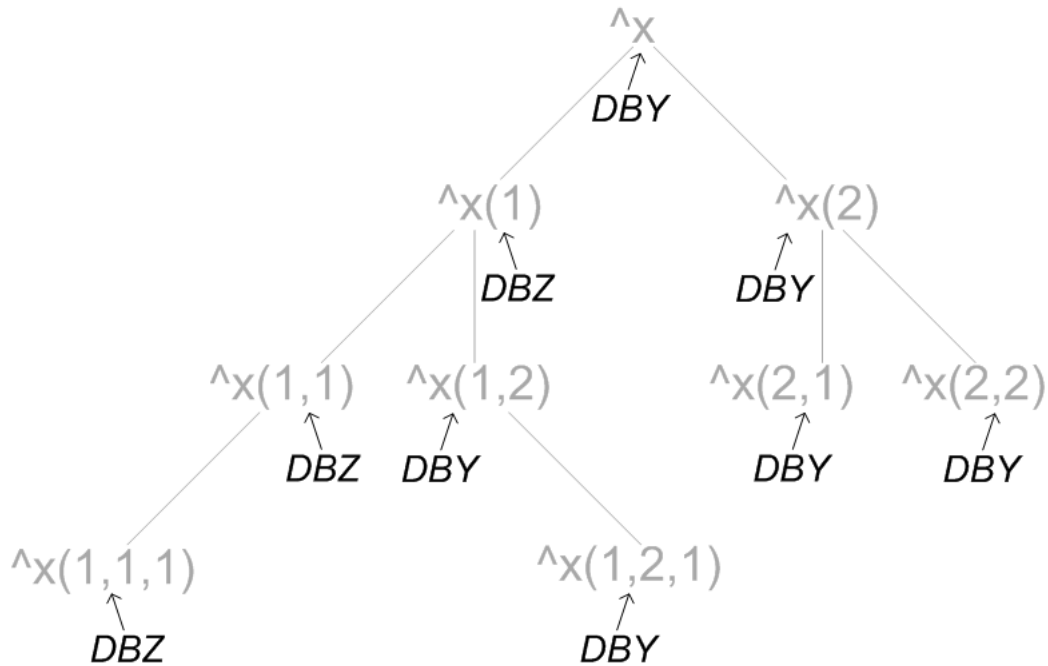 ^x
DBY
^x(1) ^x(2)
DBZ DBY
^x(1,1) ^x(1,2) ^x(2,1) ^x(2,2)
DBZ DBY DBY DBY
^x(1,1,1) ^x(1,2,1)
DBZ DBY